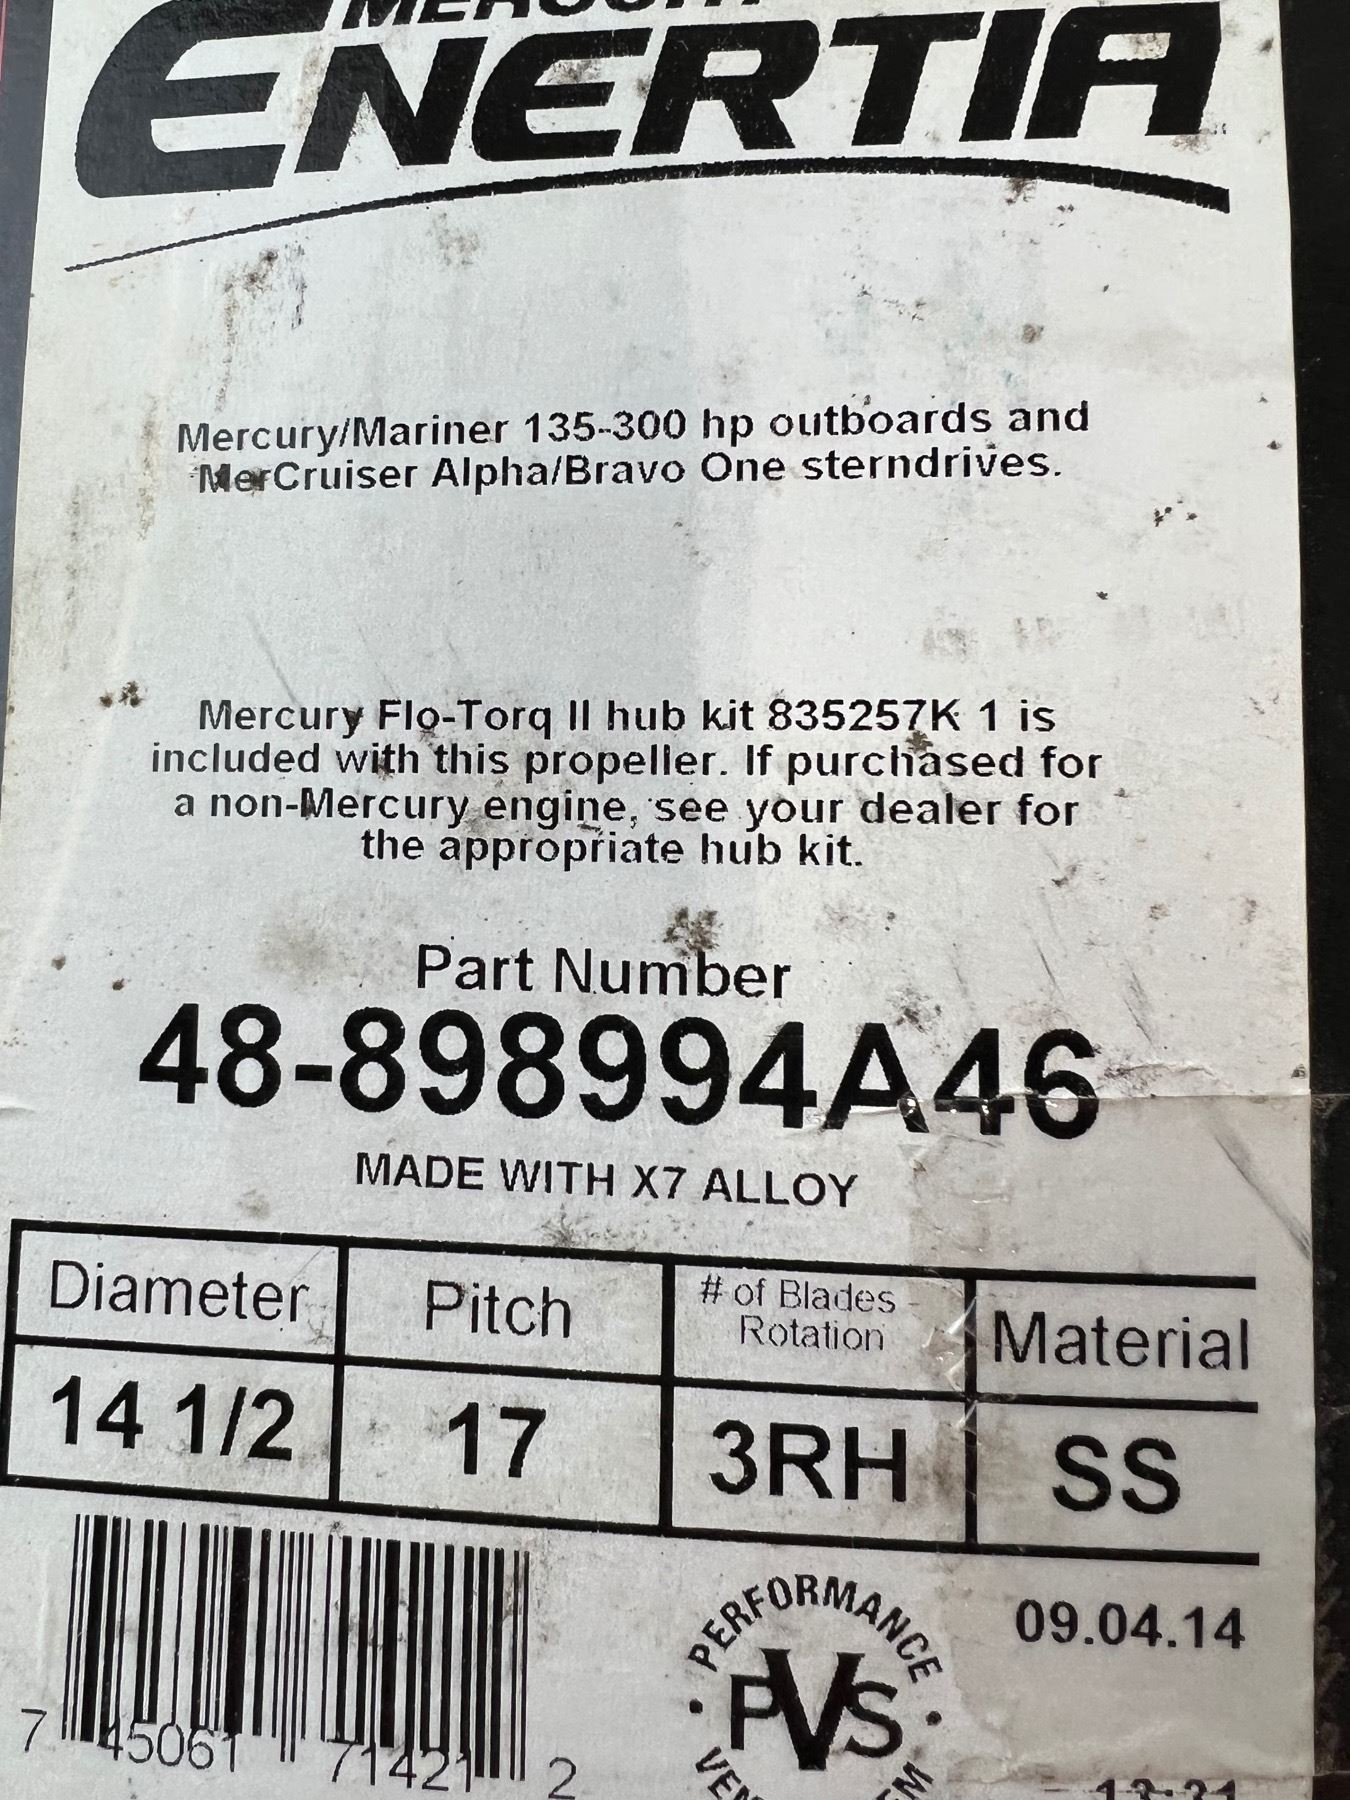 MERCURY
ENERTIA
Mercury/Mariner 135-300 hp outboards and
MerCruiser Alpha/Bravo One sterndrives.
Mercury Flo-Torq II hub kit 835257K 1 is
included with this propeller. If purchased for
a non-Mercury engine, see your dealer for
the appropriate hub kit.
Part Number
48-898994A46
MADE WITH X7 ALLOY
Diameter Pitch # of Blades - Rotation Material
14 1/2 17 3RH SS
09.04.14
PERFORMANCE
PVS
7 45061 71421 2